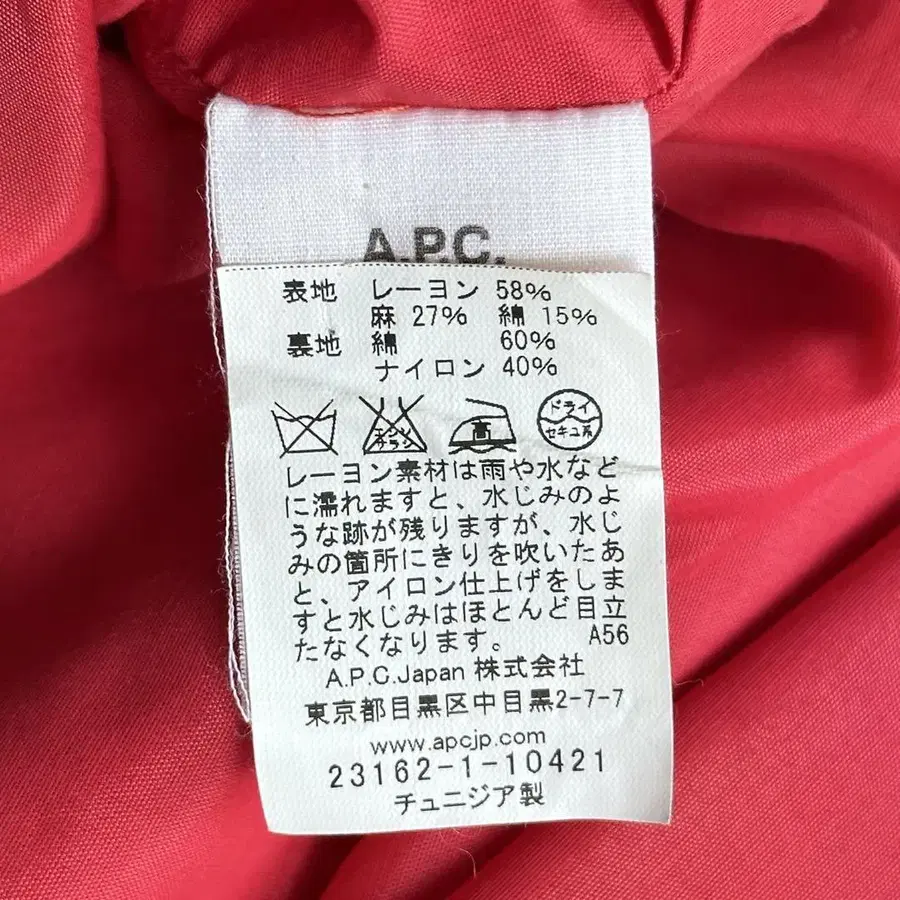 A.P.C.
表地 レーヨン 58%
麻 27% 綿 15%
裏地 綿 60%
ナイロン 40%
エンソ サラシ 高 ドライ セキユ系
レーヨン素材は雨や水など
に濡れますと、水じみのよ
うな跡が残りますが、水じ
みの箇所にきりを吹いたあ
と、アイロン仕上げをしま
すと水じみはほとんど目立
たなくなります。 A56
A.P.C.Japan 株式会社
東京都目黒区中目黒2-7-7
www.apcjp.com
23162-1-10421
チュニジア製